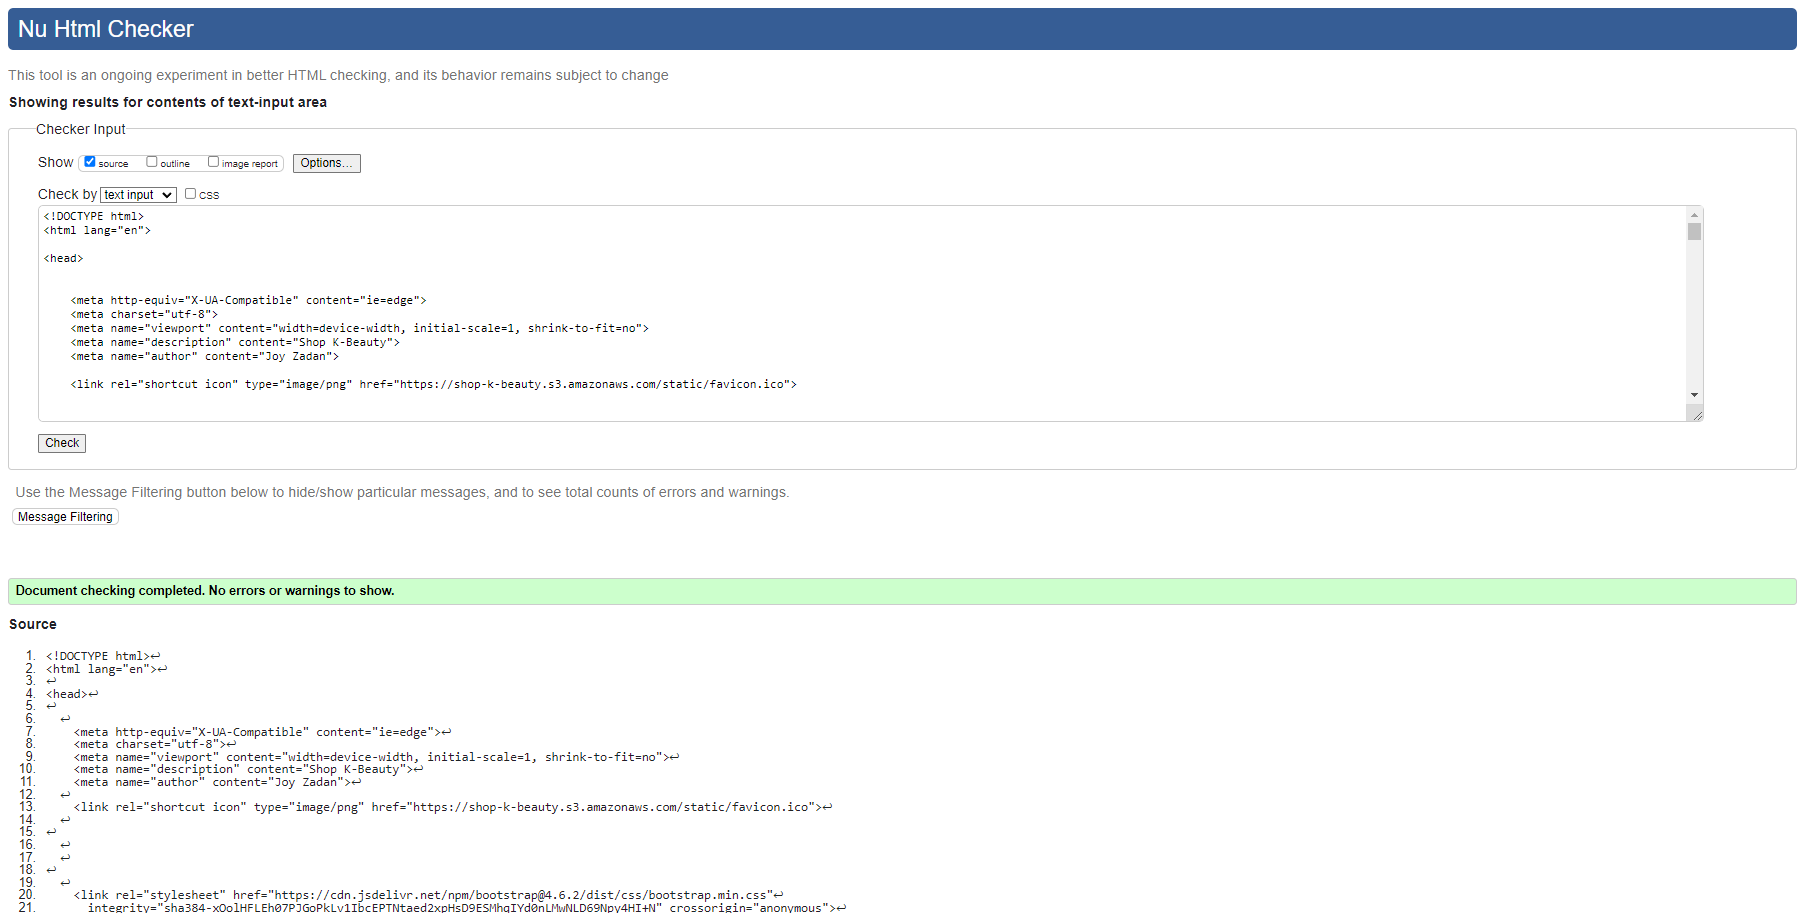 Nu Html Checker
This tool is an ongoing experiment in better HTML checking, and its behavior remains subject to change
Showing results for contents of text-input area
Checker Input
Show source outline image report Options...
Check by text input css
<!DOCTYPE html>
<html lang="en">
<head>
<meta http-equiv="X-UA-Compatible" content="ie=edge">
<meta charset="utf-8">
<meta name="viewport" content="width=device-width, initial-scale=1, shrink-to-fit=no">
<meta name="description" content="Shop K-Beauty">
<meta name="author" content="Joy Zadan">
<link rel="shortcut icon" type="image/png" href="https://shop-k-beauty.s3.amazonaws.com/static/favicon.ico">
Check
Use the Message Filtering button below to hide/show particular messages, and to see total counts of errors and warnings.
Message Filtering
Document checking completed. No errors or warnings to show.
Source
1. <!DOCTYPE html>↩
2. <html lang="en">↩
3. ↩
4. <head>↩
5. ↩
6. ↩
7. <meta http-equiv="X-UA-Compatible" content="ie=edge">↩
8. <meta charset="utf-8">↩
9. <meta name="viewport" content="width=device-width, initial-scale=1, shrink-to-fit=no">↩
10. <meta name="description" content="Shop K-Beauty">↩
11. <meta name="author" content="Joy Zadan">↩
12. ↩
13. <link rel="shortcut icon" type="image/png" href="https://shop-k-beauty.s3.amazonaws.com/static/favicon.ico">↩
14. ↩
15. ↩
16. ↩
17. ↩
18. ↩
19. ↩
20. <link rel="stylesheet" href="https://cdn.jsdelivr.net/npm/bootstrap@4.6.2/dist/css/bootstrap.min.css"↩
21. integrity="sha384-xOolHFLEh07PJGoPkLv1IbcEPTNtaed2xpHsD9ESMhqIYd0nLMwNLD69Npy4HI+N" crossorigin="anonymous">↩